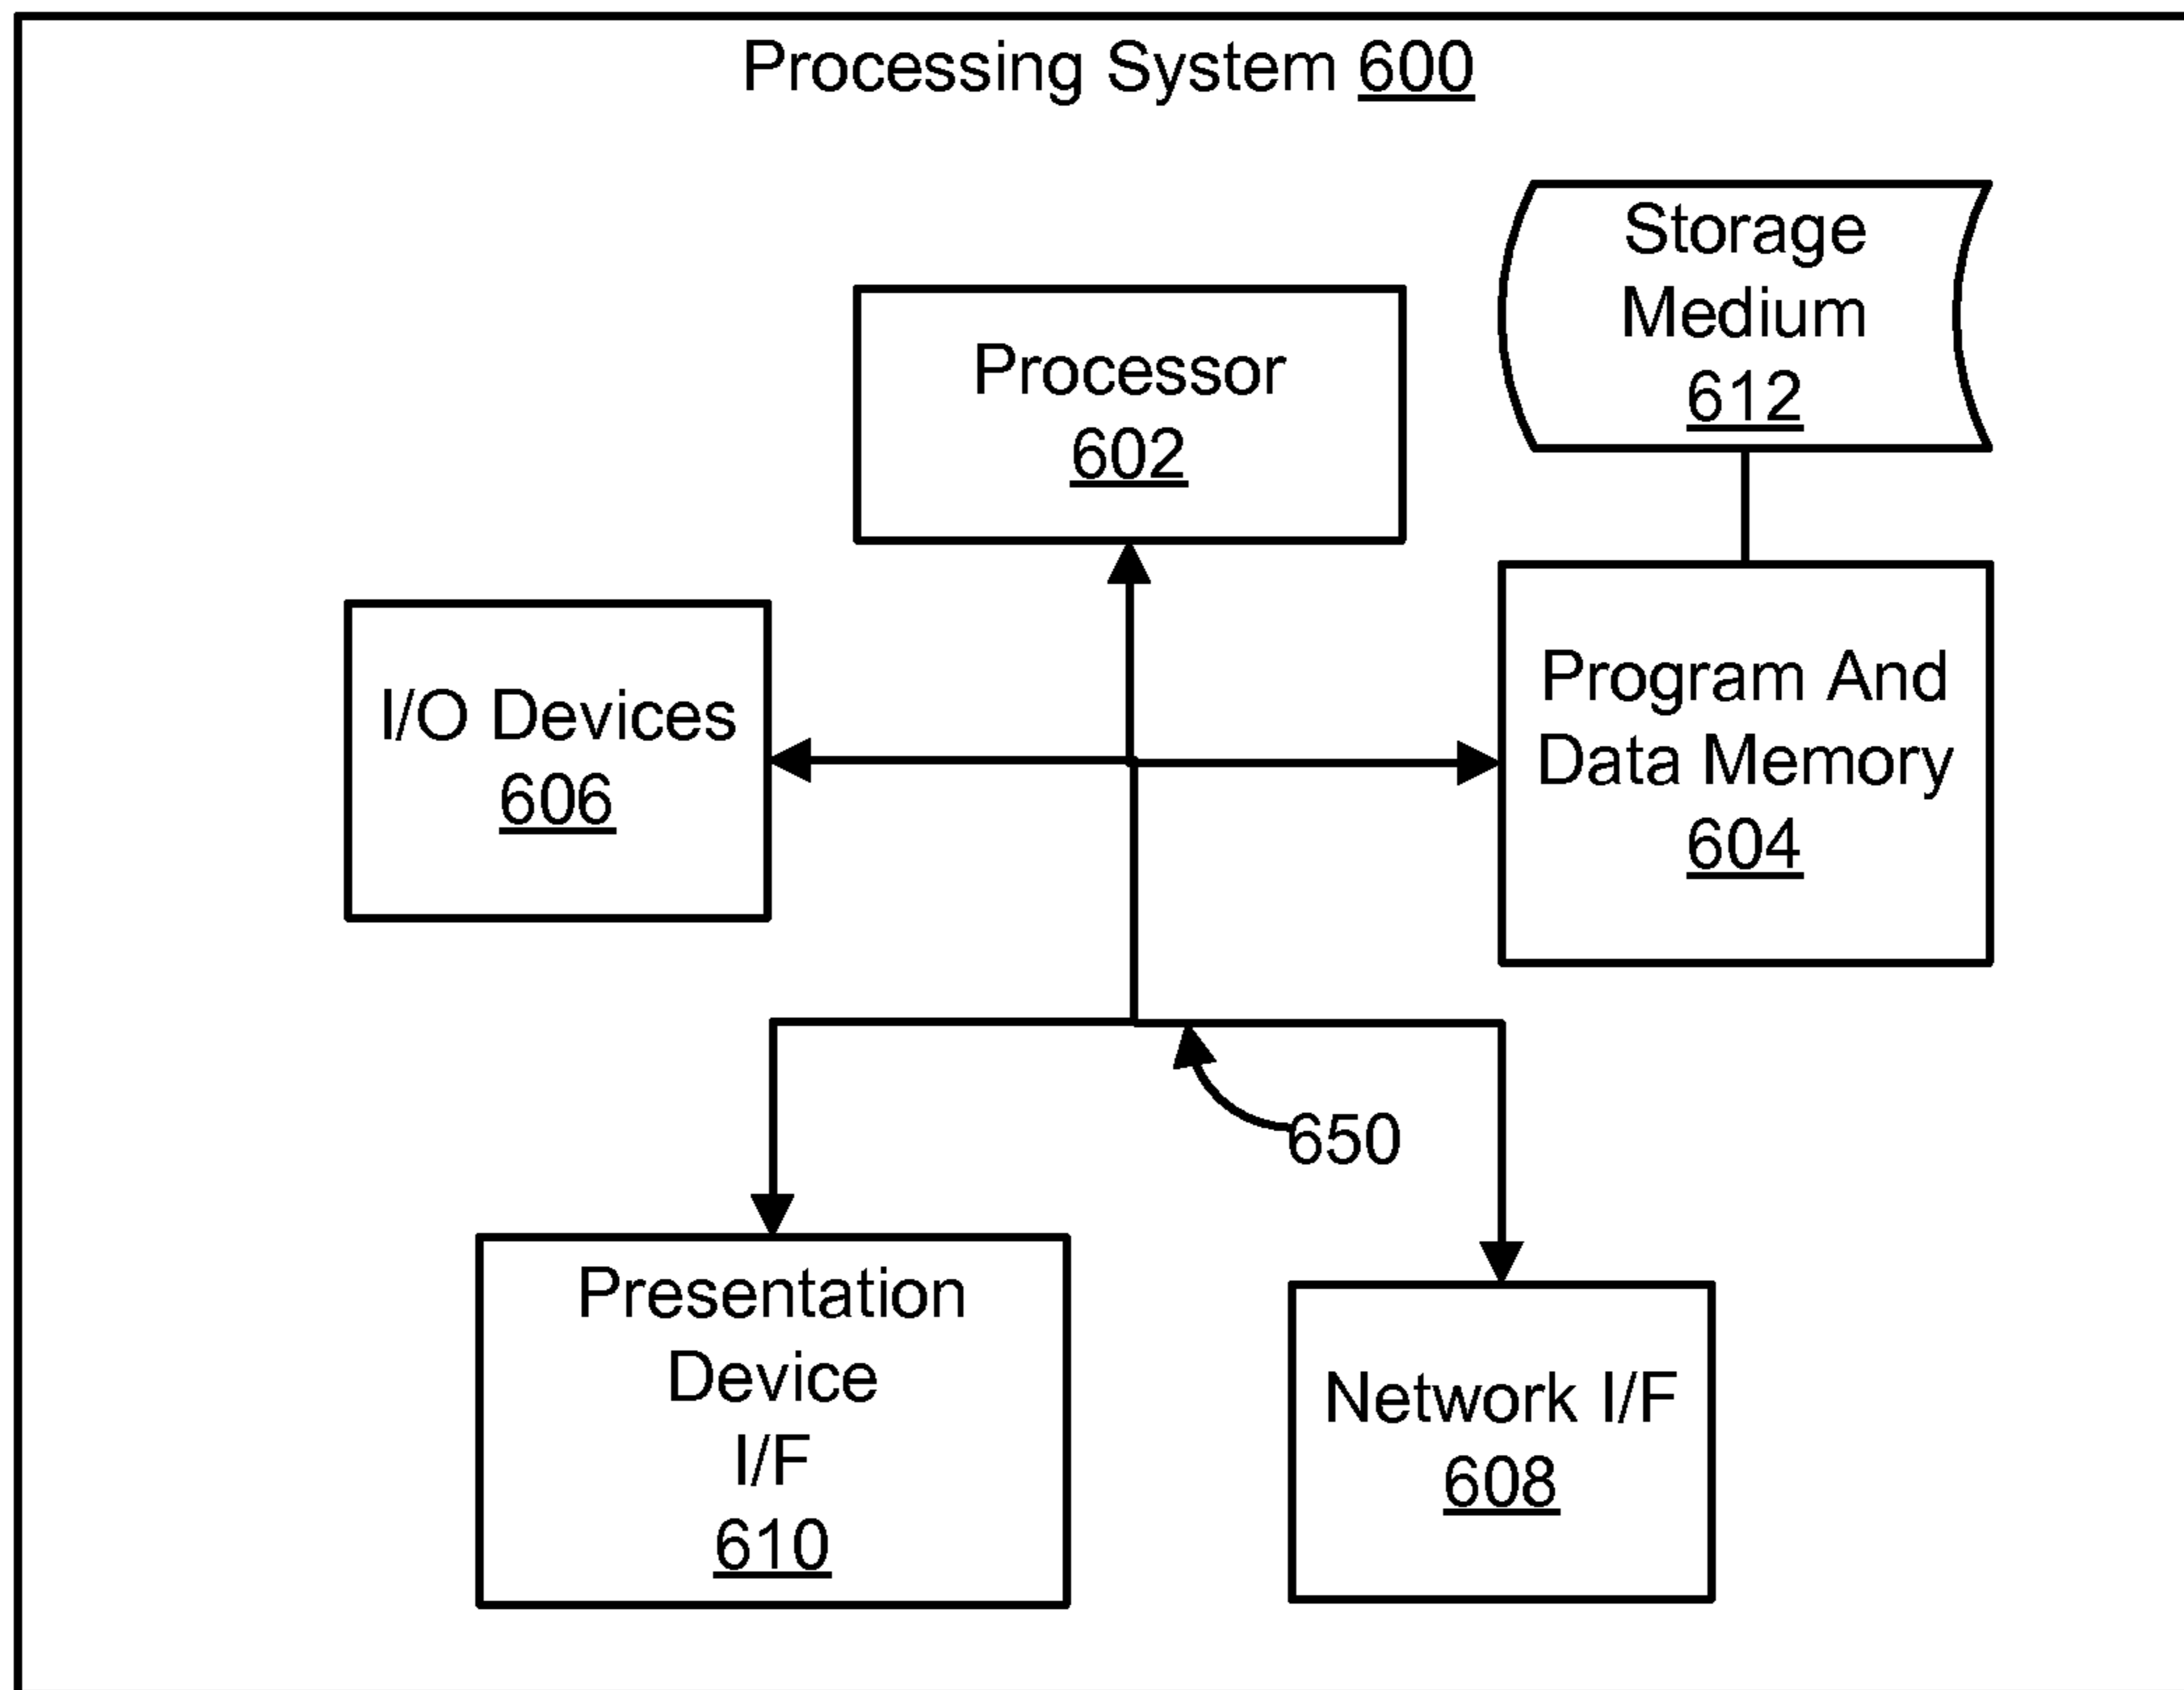 Processing System 600
Storage
Medium
612
Processor
602
I/O Devices
606
Program And
Data Memory
604
650
Presentation
Device
I/F
610
Network I/F
608